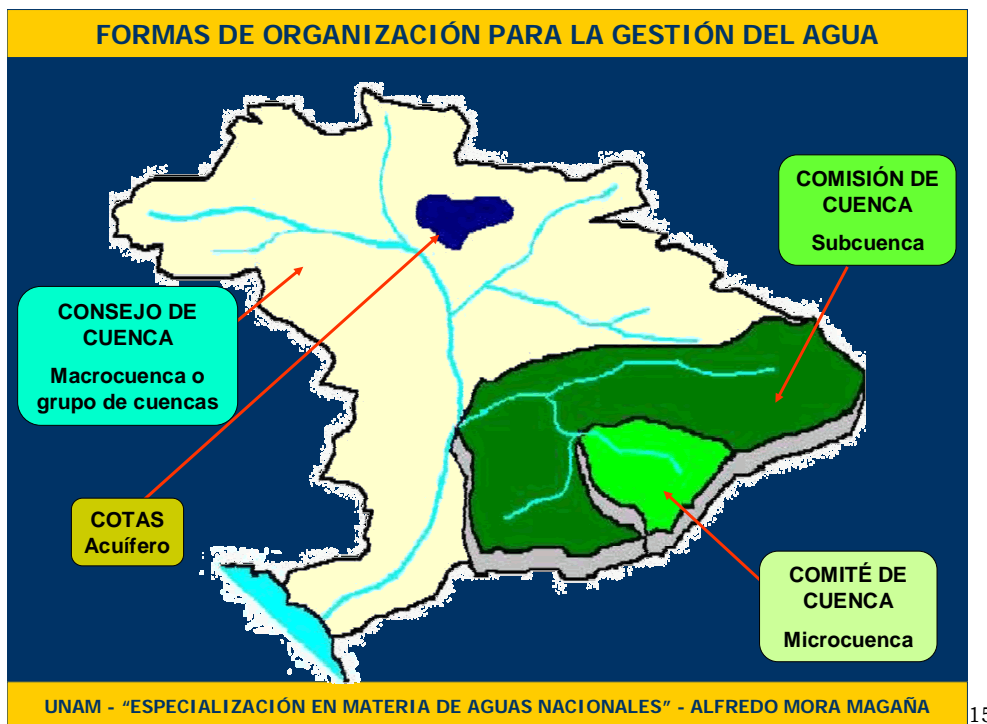 FORMAS DE ORGANIZACIÓN PARA LA GESTIÓN DEL AGUA
COMISIÓN DE
CUENCA
Subcuenca
CONSEJO DE
CUENCA
Macrocuenca o
grupo de cuencas
COTAS
Acuífero
COMITÉ DE
CUENCA
Microcuenca
UNAM - “ESPECIALIZACIÓN EN MATERIA DE AGUAS NACIONALES” - ALFREDO MORA MAGAÑA